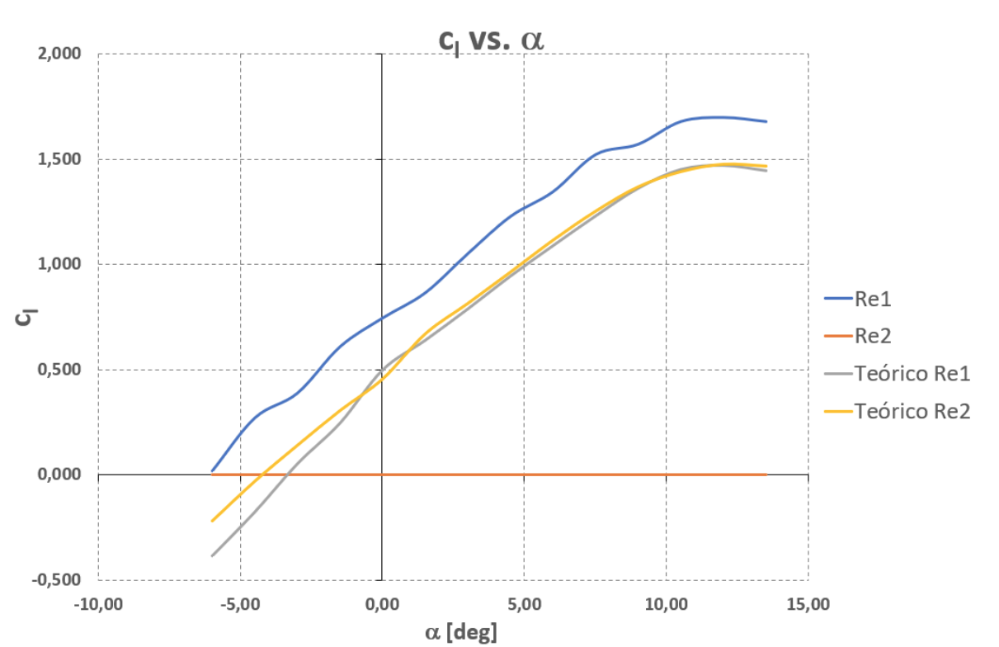 cl vs. α
2,000
1,500
1,000
0,500
0,000
-0,500
cl
-10,00 -5,00 0,00 5,00 10,00 15,00
α [deg]
Re1
Re2
Teórico Re1
Teórico Re2